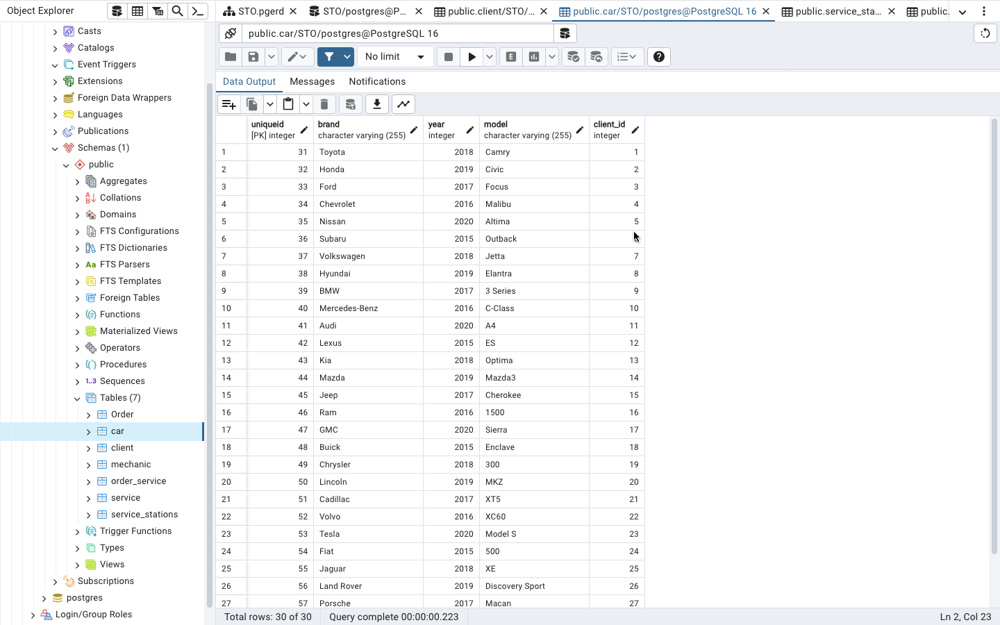 Object Explorer
STO.pgerd
STO/postgres@P...
public.client/STO/...
public.car/STO/postgres@PostgreSQL 16
public.service_sta...
public.
public.car/STO/postgres@PostgreSQL 16
No limit
Data Output
Messages
Notifications
Casts
Catalogs
Event Triggers
Extensions
Foreign Data Wrappers
Languages
Publications
Schemas (1)
public
Aggregates
Collations
Domains
FTS Configurations
FTS Dictionaries
Aa FTS Parsers
FTS Templates
Foreign Tables
Functions
Materialized Views
Operators
Procedures
1..3 Sequences
Tables (7)
Order
car
client
mechanic
order_service
service
service_stations
Trigger Functions
Types
Views
Subscriptions
postgres
Login/Group Roles
uniqueid [PK] integer
brand character varying (255)
year integer
model character varying (255)
client_id integer
1 31 Toyota 2018 Camry 1
2 32 Honda 2019 Civic 2
3 33 Ford 2017 Focus 3
4 34 Chevrolet 2016 Malibu 4
5 35 Nissan 2020 Altima 5
6 36 Subaru 2015 Outback
7 37 Volkswagen 2018 Jetta 7
8 38 Hyundai 2019 Elantra 8
9 39 BMW 2017 3 Series 9
10 40 Mercedes-Benz 2016 C-Class 10
11 41 Audi 2020 A4 11
12 42 Lexus 2015 ES 12
13 43 Kia 2018 Optima 13
14 44 Mazda 2019 Mazda3 14
15 45 Jeep 2017 Cherokee 15
16 46 Ram 2016 1500 16
17 47 GMC 2020 Sierra 17
18 48 Buick 2015 Enclave 18
19 49 Chrysler 2018 300 19
20 50 Lincoln 2019 MKZ 20
21 51 Cadillac 2017 XT5 21
22 52 Volvo 2016 XC60 22
23 53 Tesla 2020 Model S 23
24 54 Fiat 2015 500 24
25 55 Jaguar 2018 XE 25
26 56 Land Rover 2019 Discovery Sport 26
27 57 Porsche 2017 Macan 27
Total rows: 30 of 30
Query complete 00:00:00.223
Ln 2, Col 23